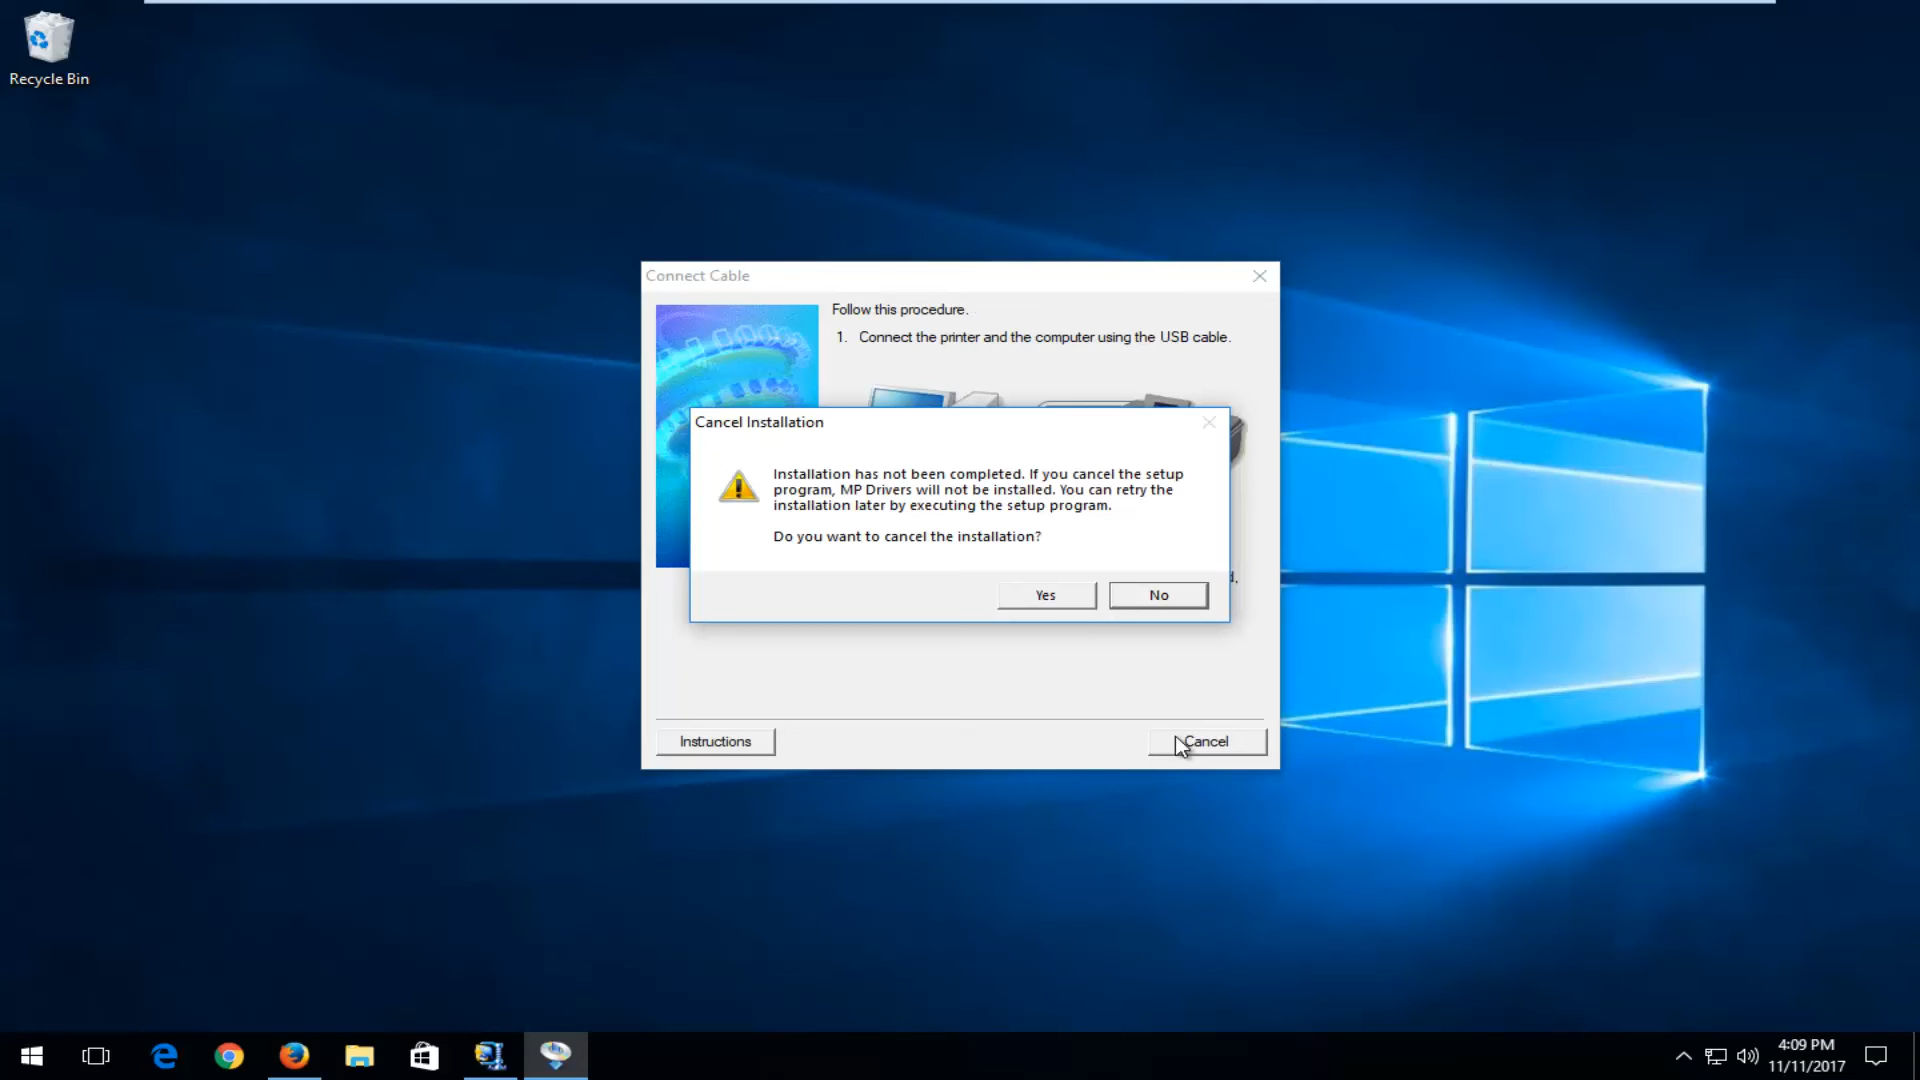 Recycle Bin
Connect Cable
Follow this procedure.
1. Connect the printer and the computer using the USB cable.
Cancel Installation
Installation has not been completed. If you cancel the setup
program, MP Drivers will not be installed. You can retry the
installation later by executing the setup program.
Do you want to cancel the installation?
Yes
No
Instructions
Cancel
4:09 PM
11/11/2017